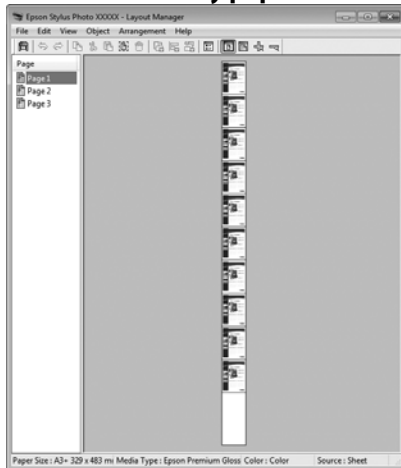 Epson Stylus Photo XXXXX - Layout Manager
File Edit View Object Arrangement Help
Page
Page 1
Page 2
Page 3
Paper Size : A3+ 329 x 483 mi Media Type : Epson Premium Gloss Color : Color Source : Sheet